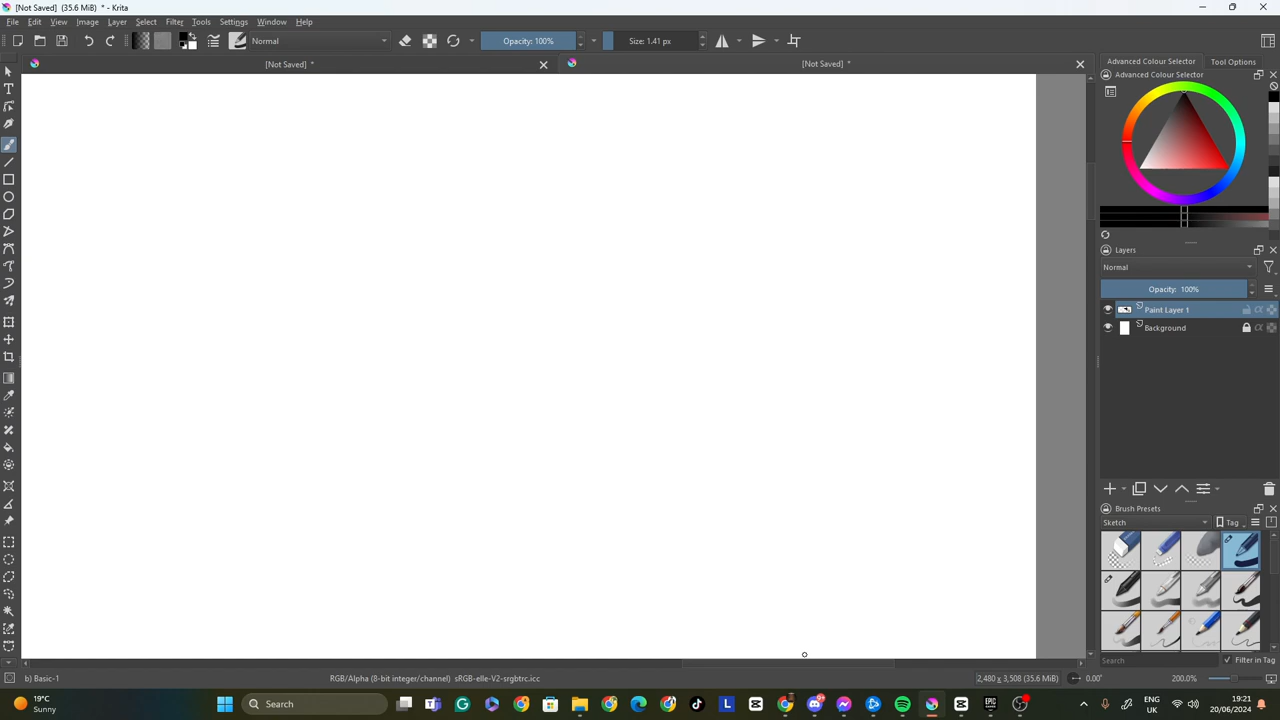 [Not Saved] (35.6 MiB) * - Krita
File Edit View Image Layer Select Filter Tools Settings Window Help
Normal Opacity: 100% Size: 1.41 px
[Not Saved] * [Not Saved] *
Advanced Colour Selector Tool Options
Advanced Colour Selector
Layers
Normal
Opacity: 100%
Paint Layer 1
Background
Brush Presets
Sketch Tag
Search Filter in Tag
b) Basic-1 RGB/Alpha (8-bit integer/channel) sRGB-elle-V2-srgbtrc.icc 2,480 x 3,508 (35.6 MiB) 0.00° 200.0%
19°C
Sunny
Search
9+
ENG
UK
19:21
20/06/2024